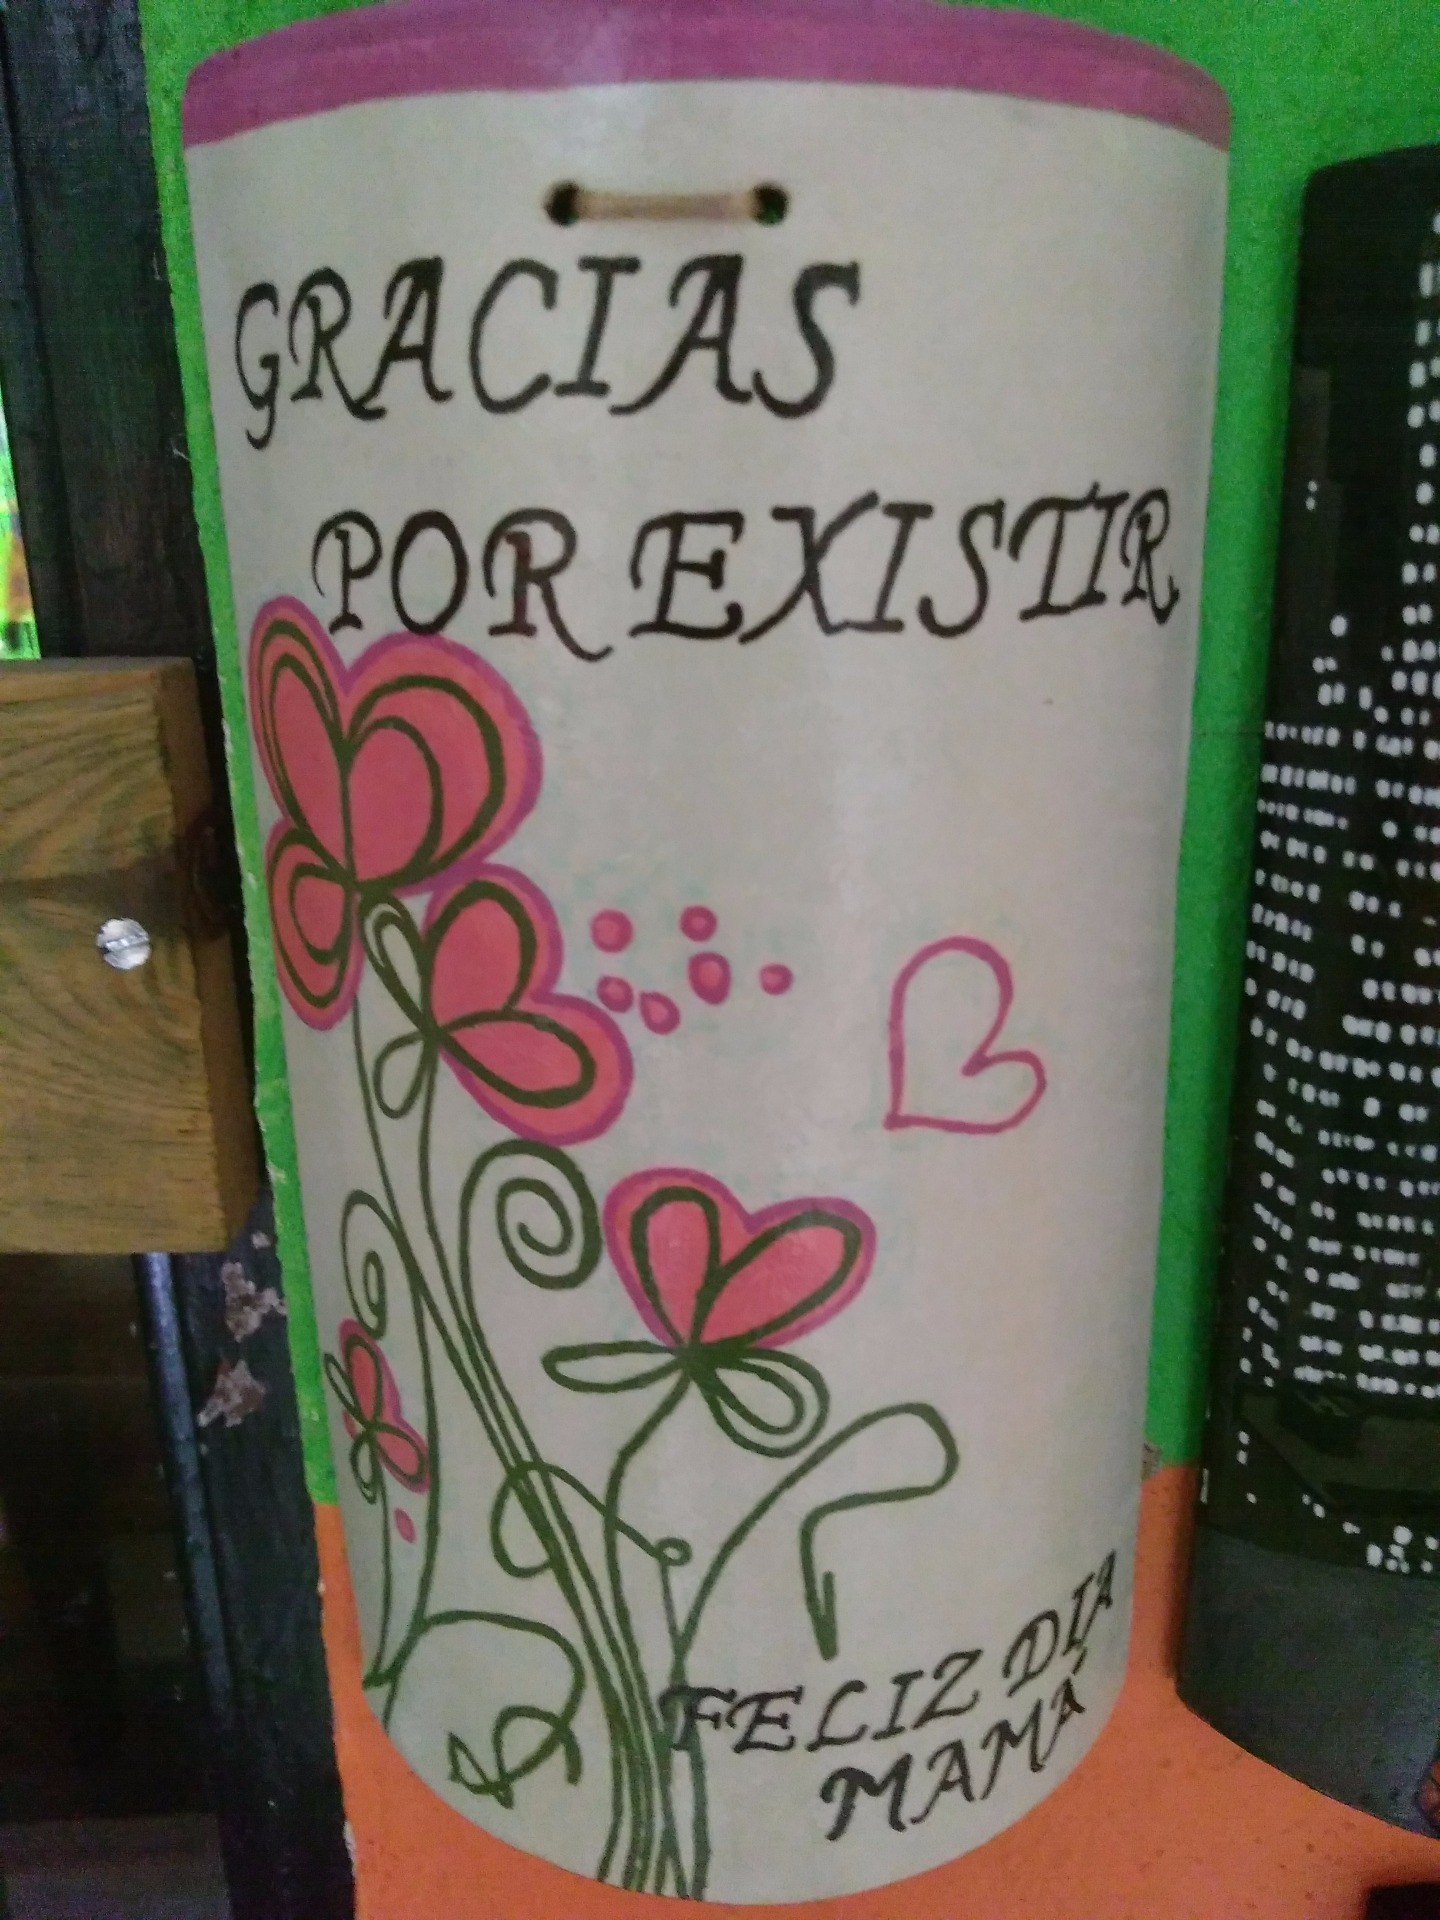 GRACIAS
POR EXISTIR
FELIZ DIA
MAMÁ